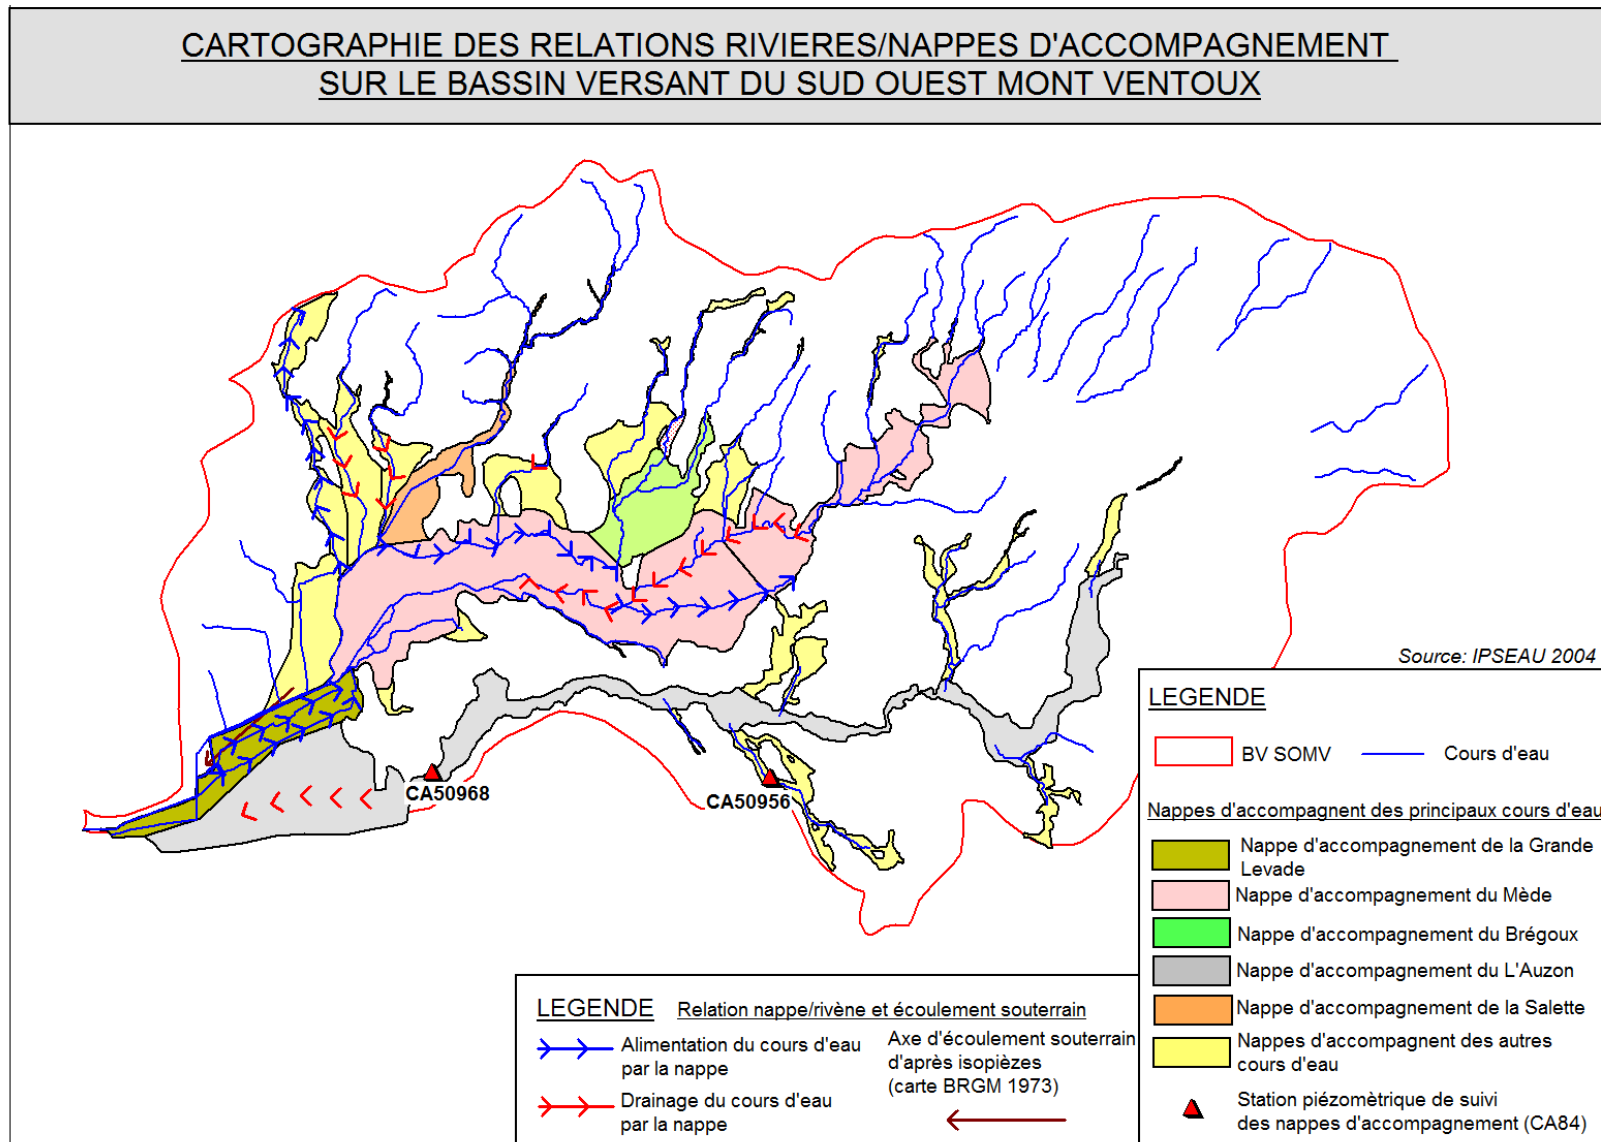 CARTOGRAPHIE DES RELATIONS RIVIERES/NAPPES D'ACCOMPAGNEMENT
SUR LE BASSIN VERSANT DU SUD OUEST MONT VENTOUX
CA50968
CA50956
Source: IPSEAU 2004
LEGENDE
BV SOMV
Cours d'eau
Nappes d'accompagnent des principaux cours d'eau
Nappe d'accompagnement de la Grande
Levade
Nappe d'accompagnement du Mède
Nappe d'accompagnement du Brégoux
Nappe d'accompagnement du L'Auzon
Nappe d'accompagnement de la Salette
Nappes d'accompagnent des autres
cours d'eau
Station piézomètrique de suivi
des nappes d'accompagnement (CA84)
LEGENDE Relation nappe/rivène et écoulement souterrain
Alimentation du cours d'eau
par la nappe
Drainage du cours d'eau
par la nappe
Axe d'écoulement souterrain
d'après isopièzes
(carte BRGM 1973)